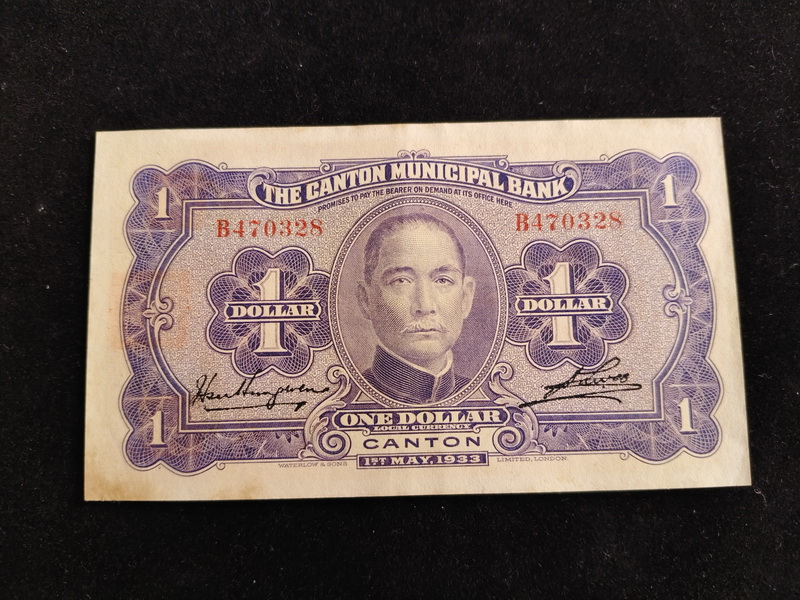 THE CANTON MUNICIPAL BANK
PROMISES TO PAY THE BEARER ON DEMAND AT ITS OFFICE HERE
1 1
B470328 B470328
1 DOLLAR 1 DOLLAR
ONE DOLLAR
LOCAL CURRENCY
CANTON
1 1
1ST MAY, 1933
WATERLOW & SONS LIMITED, LONDON.